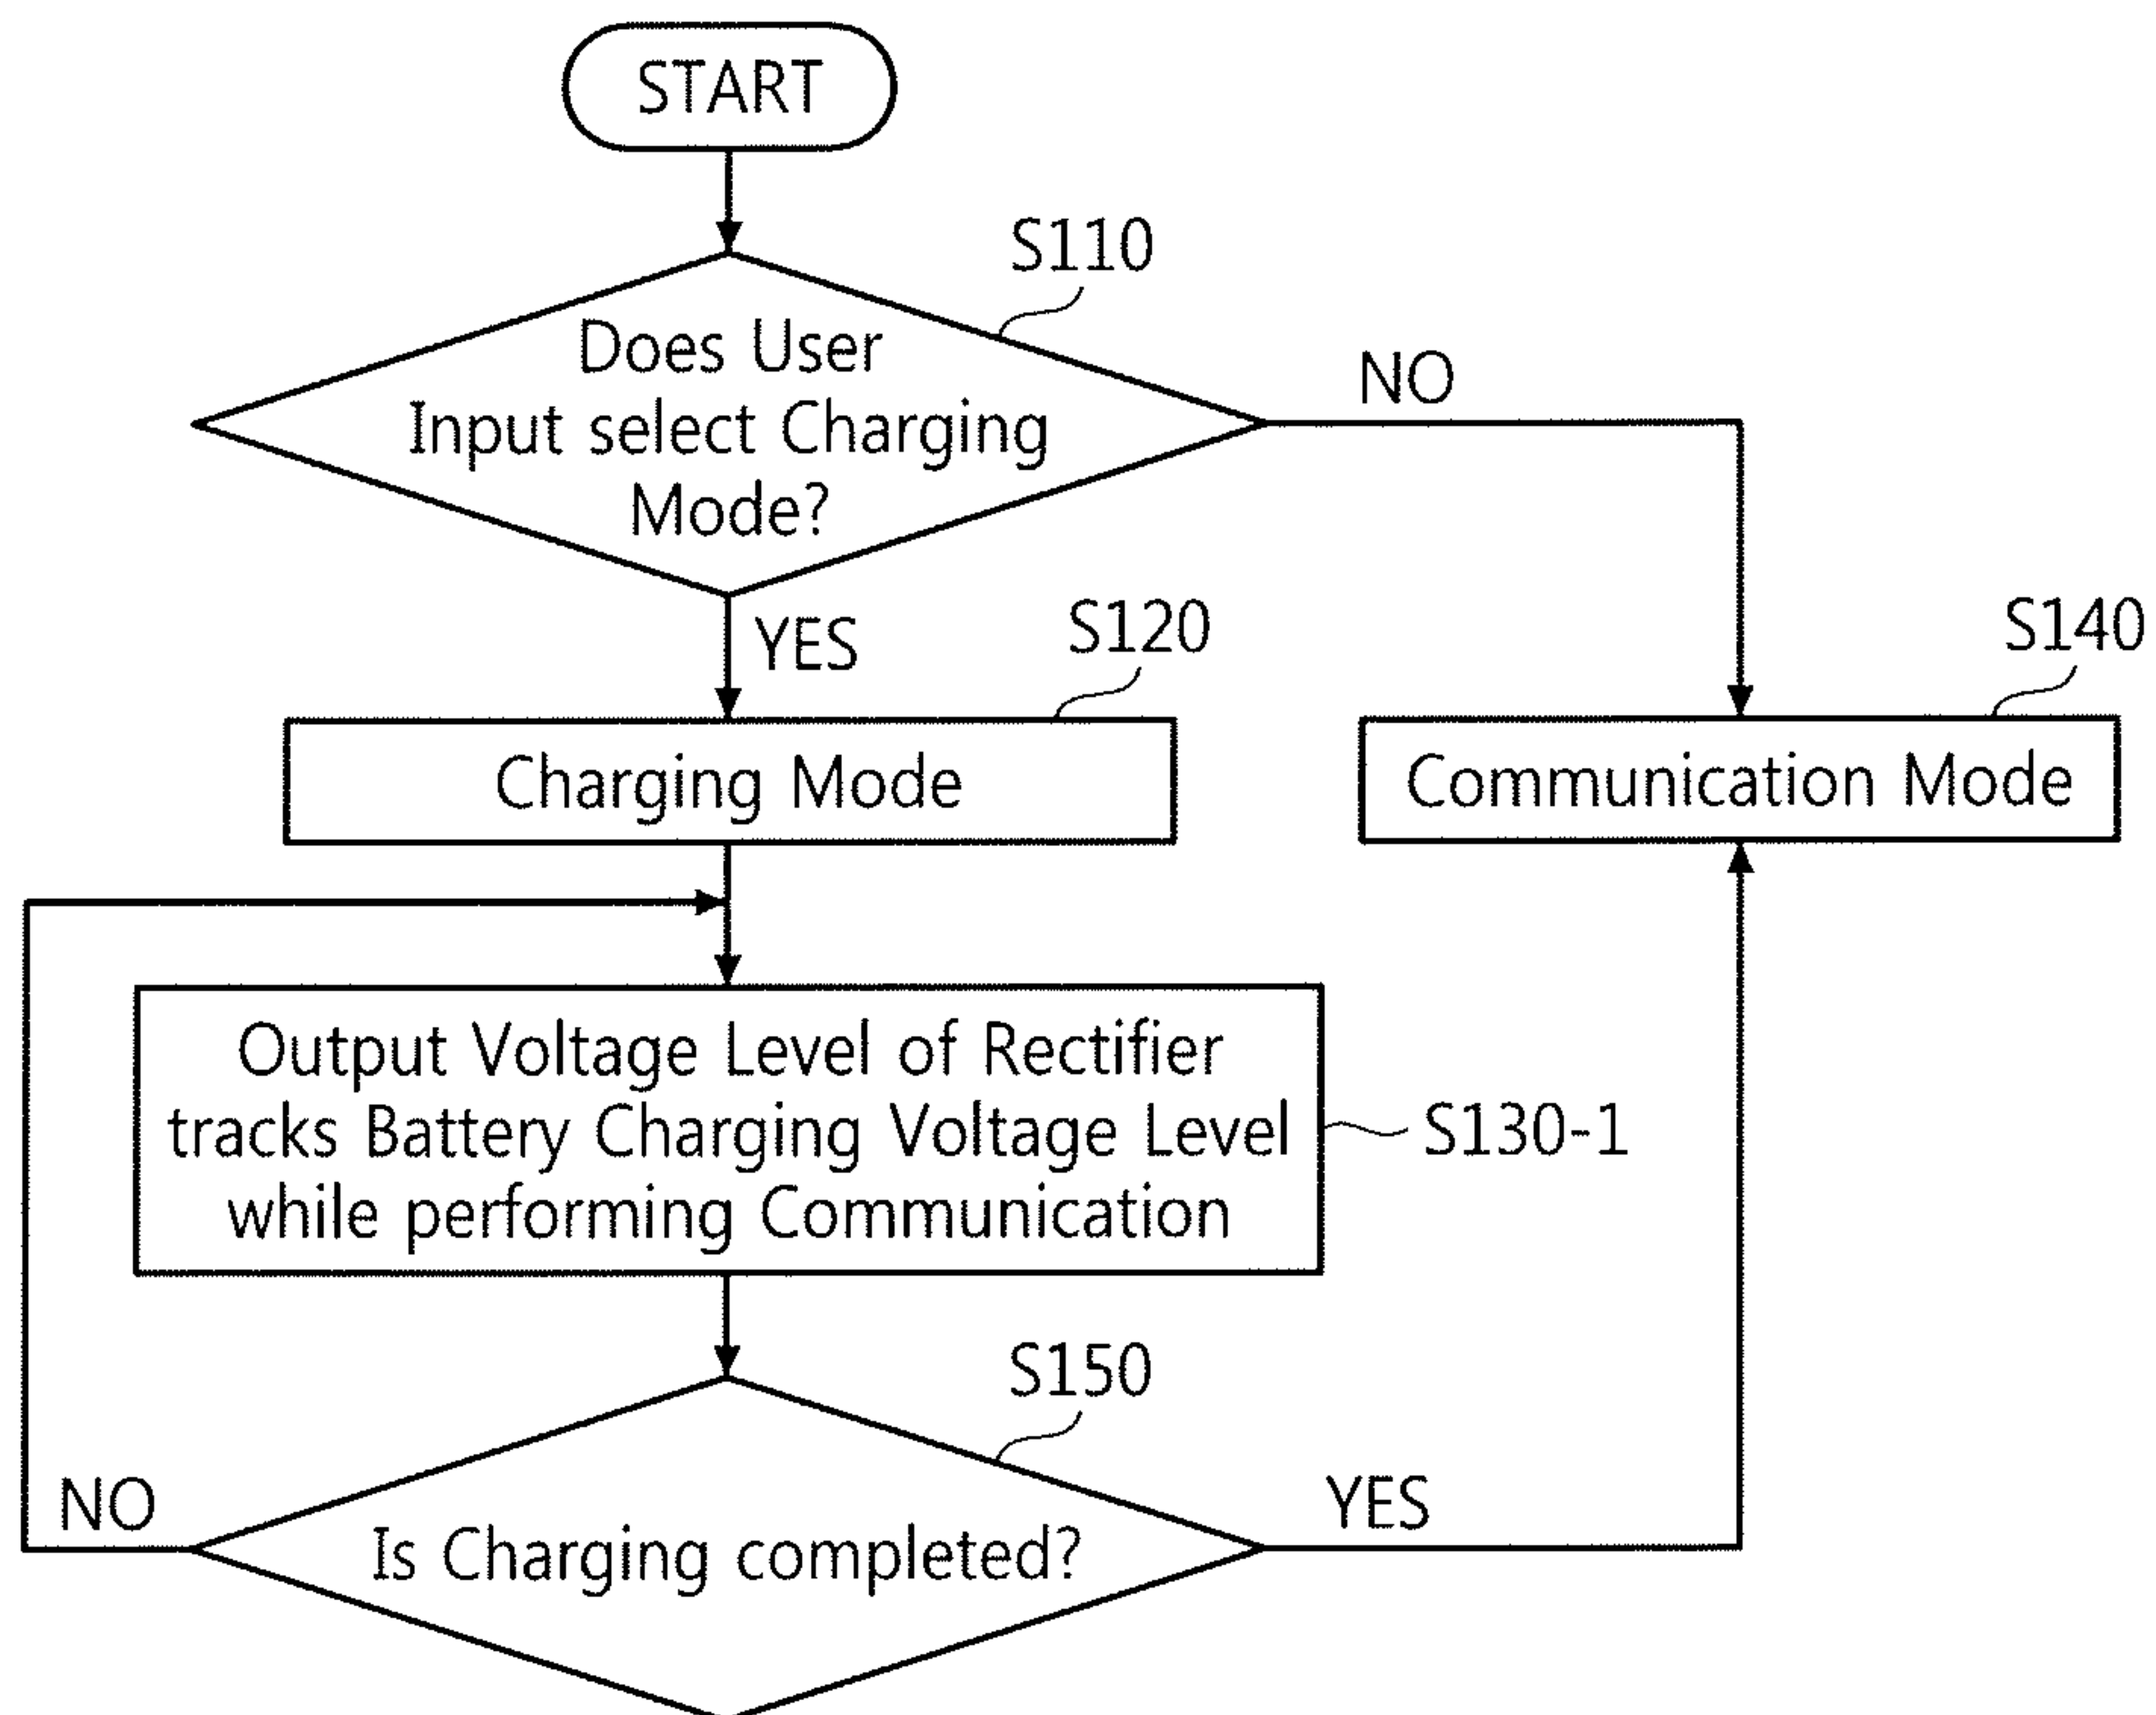 START
S110
Does User
Input select Charging
Mode?
NO
YES
S120
S140
Charging Mode
Communication Mode
Output Voltage Level of Rectifier
tracks Battery Charging Voltage Level
while performing Communication
S130-1
S150
NO
Is Charging completed?
YES